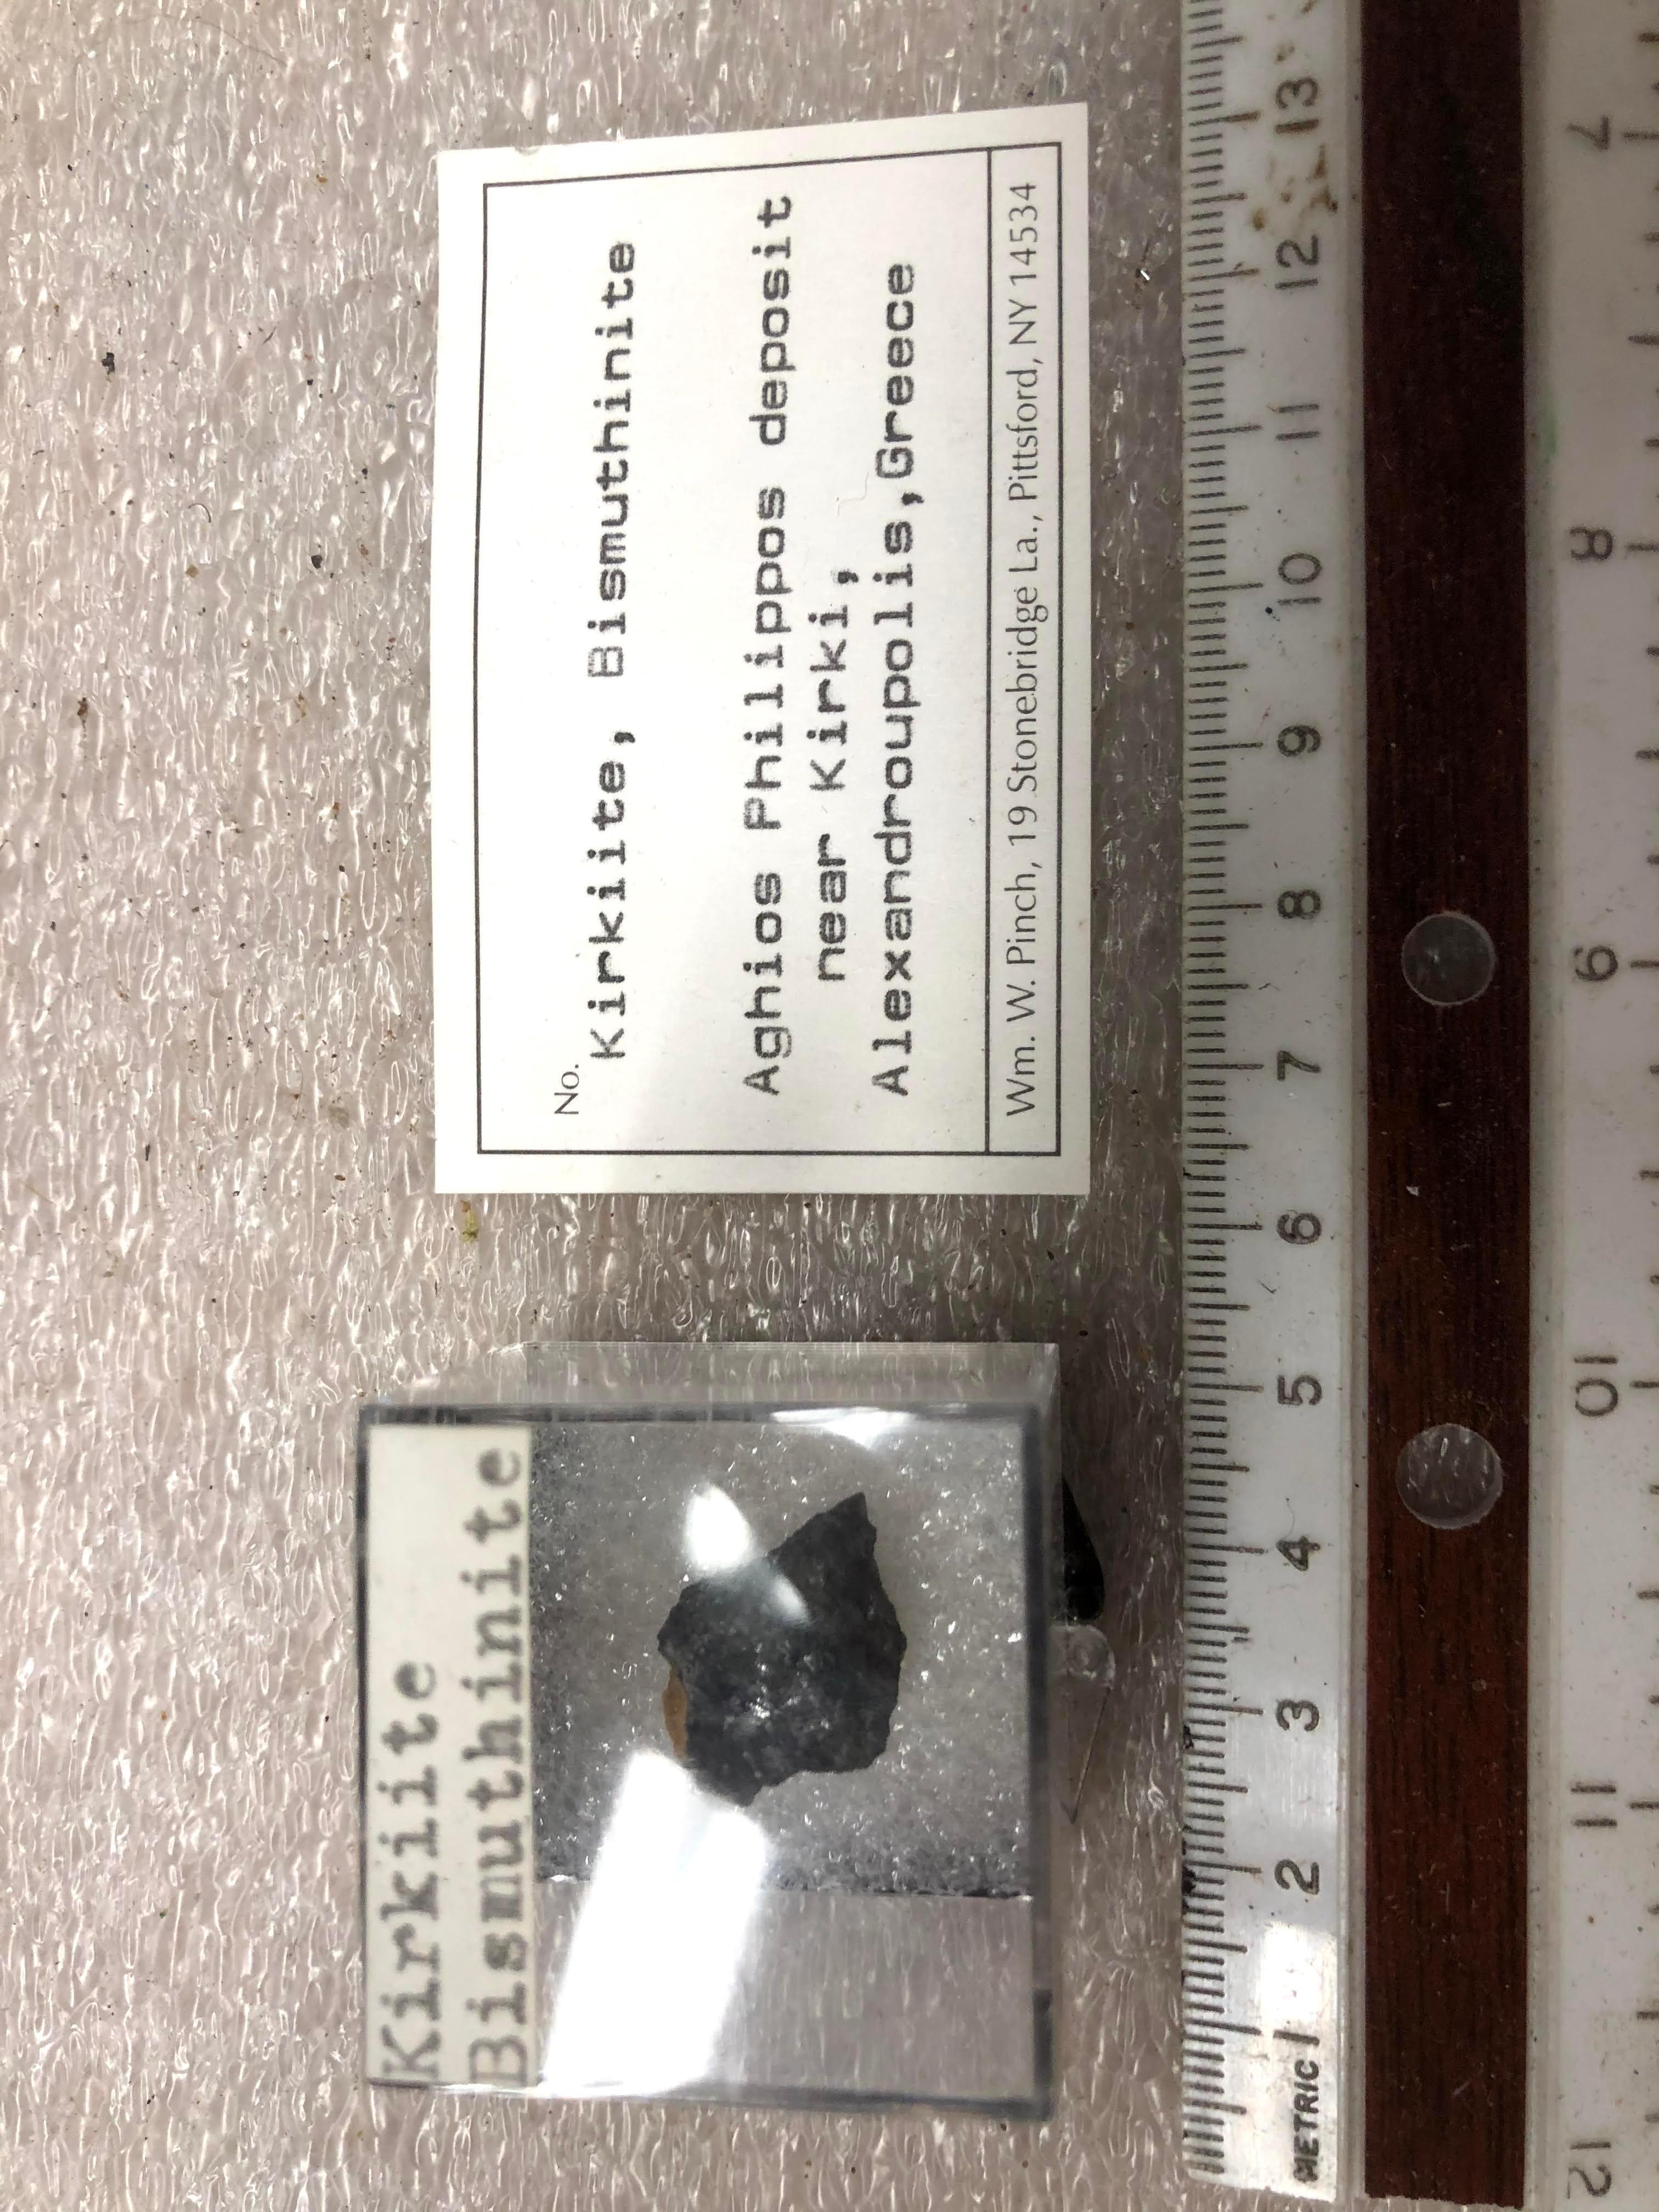 Kirkiite
Bismuthinite
No.
Kirkiite, Bismuthinite
Aghios Philippos deposit
near Kirki,
Alexandroupolis,Greece
Wm. W. Pinch, 19 Stonebridge La., Pittsford, NY 14534
METRIC 1 2 3 4 5 6 7 8 9 10 11 12 13
12 11 10 9 8 7